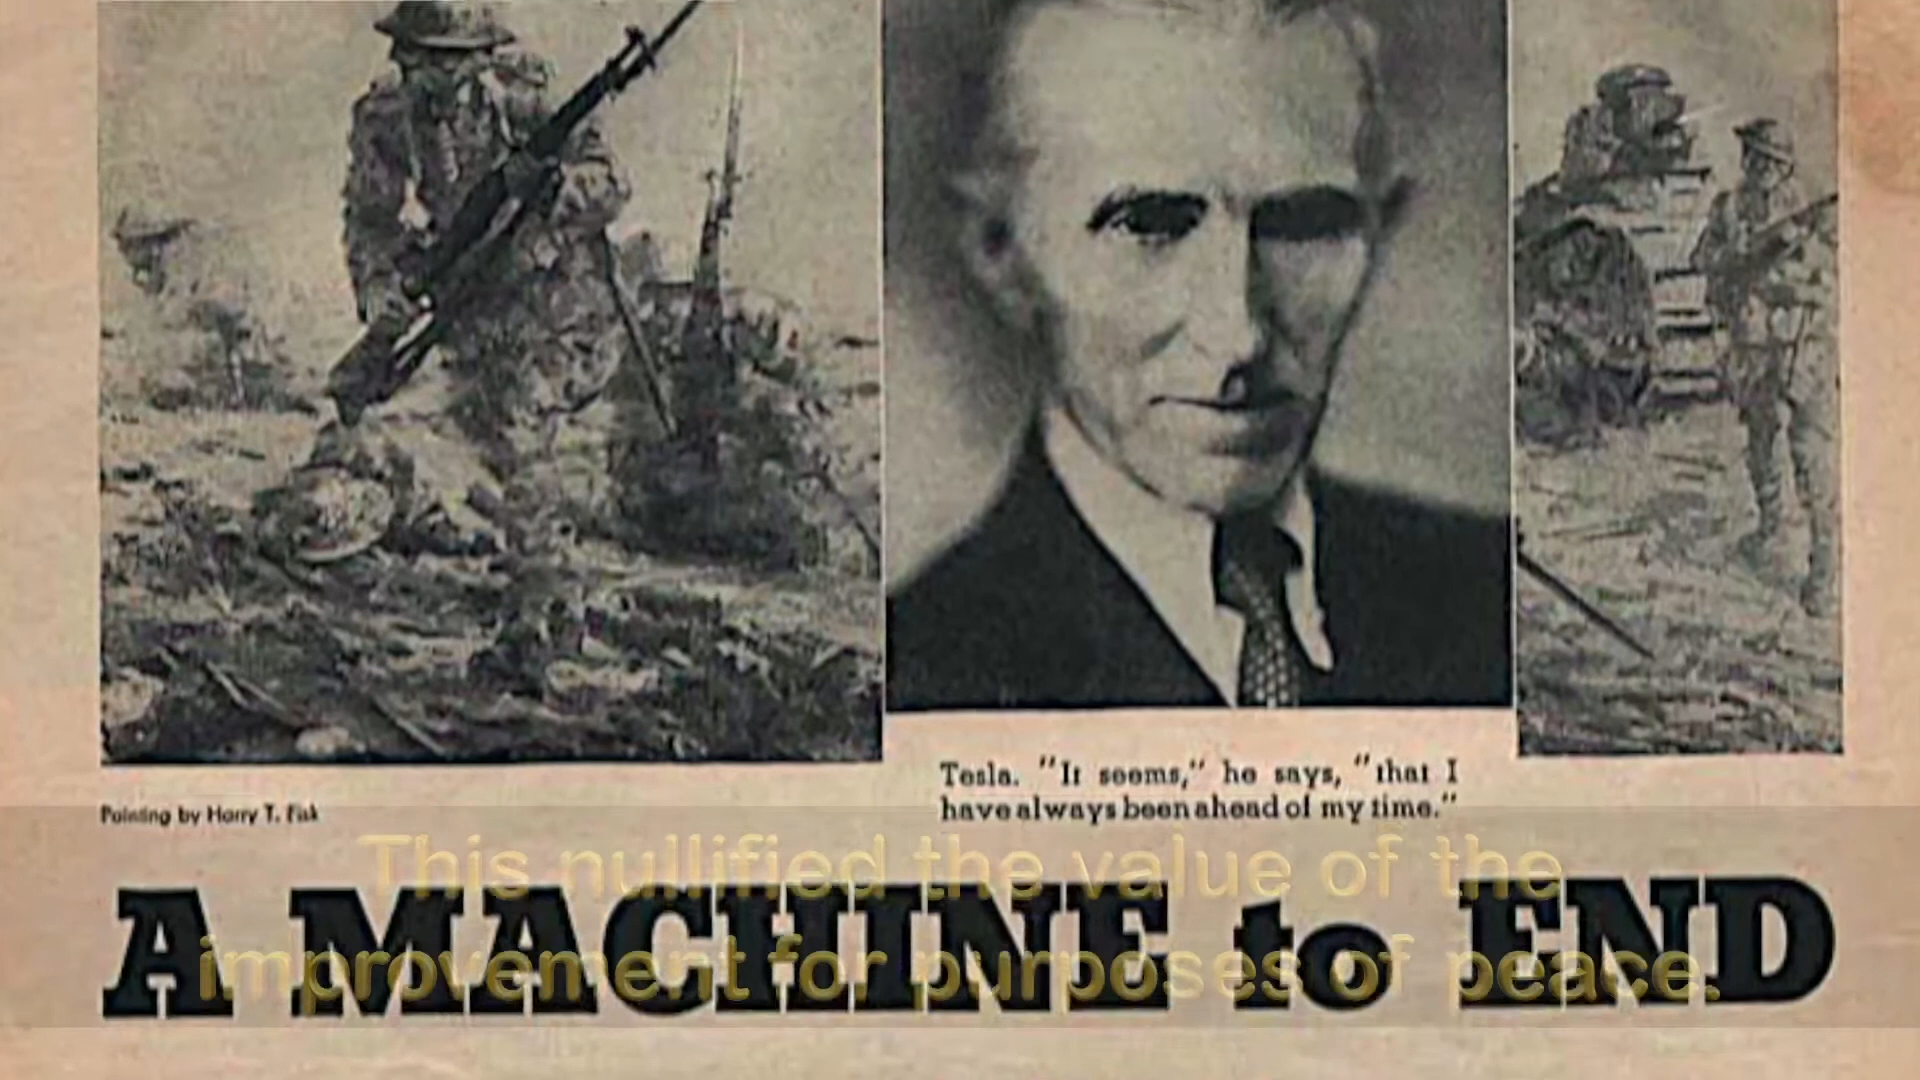 Tesla. "It seems," he says, "that I
have always been ahead of my time."
Painting by Harry T. Fisk
This nullified the value of the
improvement for purposes of peace.
A MACHINE to END